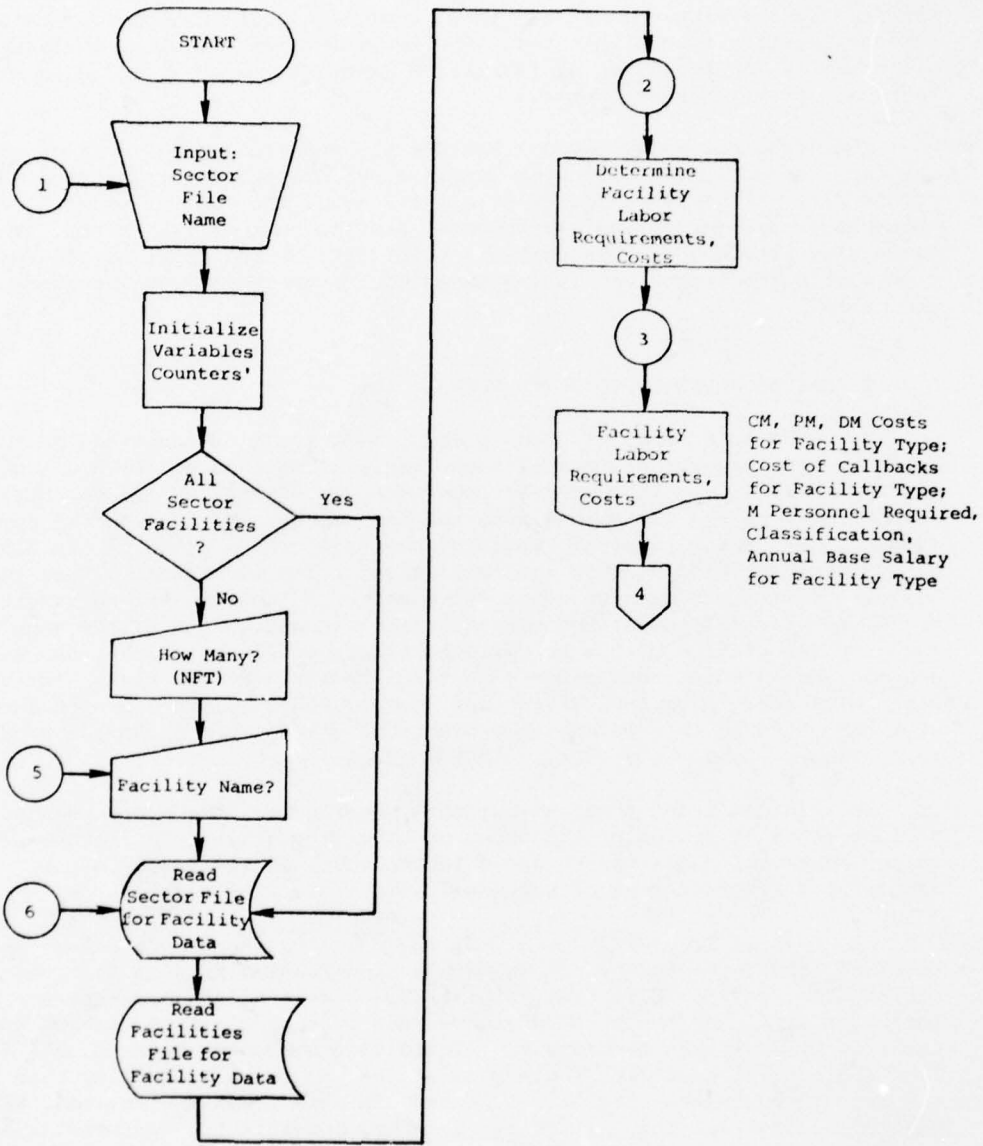 START
1
Input:
Sector
File
Name
Initialize
Variables
Counters'
All
Sector
Facilities
?
Yes
No
How Many?
(NFT)
5
Facility Name?
6
Read
Sector File
for Facility
Data
Read
Facilities
File for
Facility Data
2
Determine
Facility
Labor
Requirements,
Costs
3
Facility
Labor
Requirements,
Costs
CM, PM, DM Costs
for Facility Type;
Cost of Callbacks
for Facility Type;
M Personnel Required,
Classification,
Annual Base Salary
for Facility Type
4